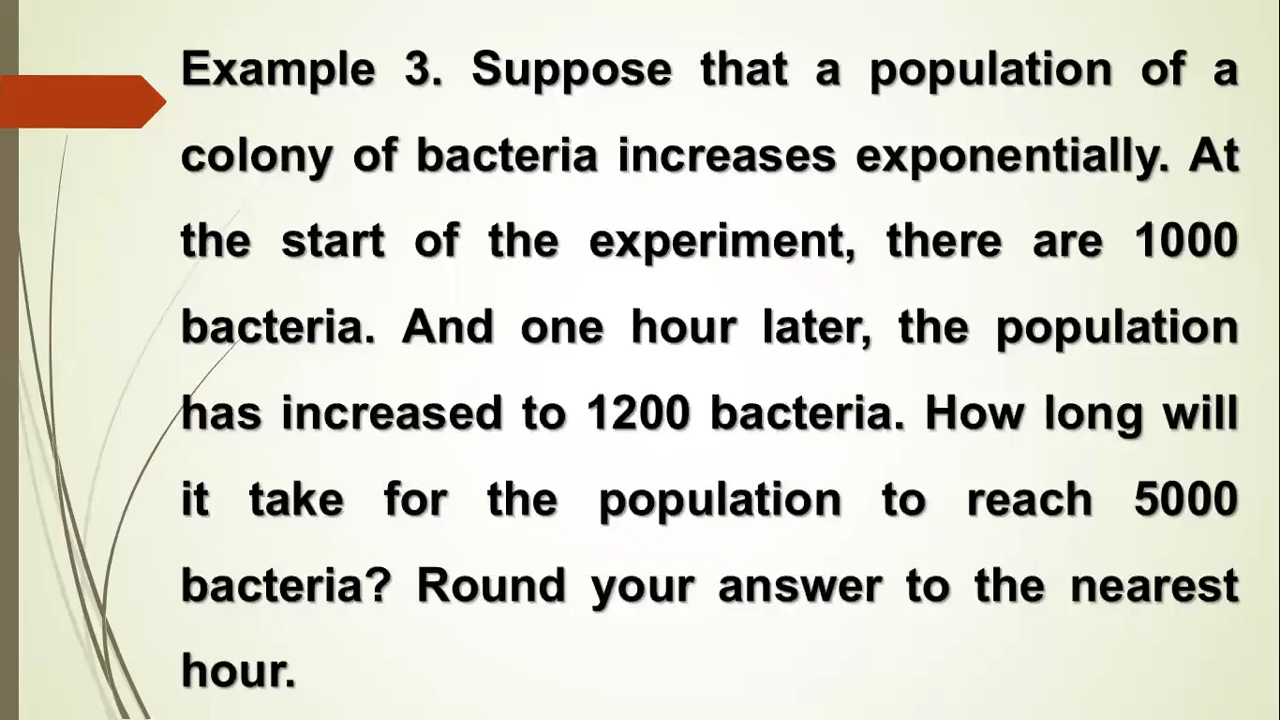 Example 3. Suppose that a population of a
colony of bacteria increases exponentially. At
the start of the experiment, there are 1000
bacteria. And one hour later, the population
has increased to 1200 bacteria. How long will
it take for the population to reach 5000
bacteria? Round your answer to the nearest
hour.